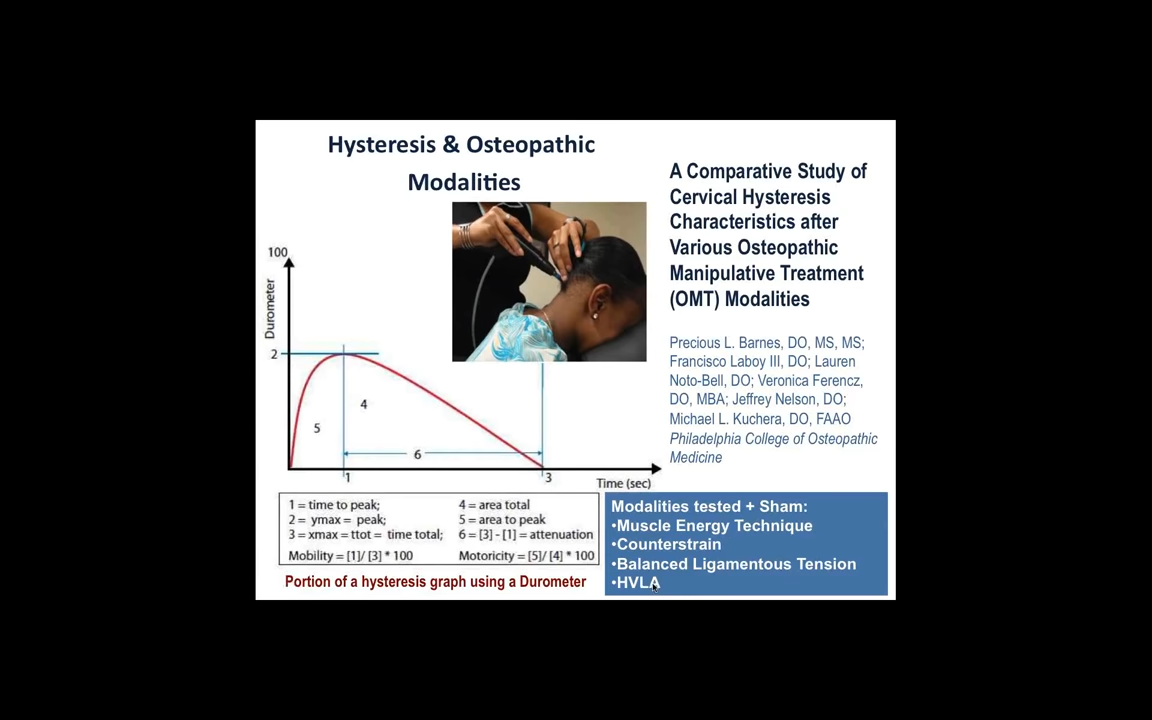 Hysteresis & Osteopathic
Modalities
100
Durometer
2
4
5
6
1
3
Time (sec)
1 = time to peak;
2 = ymax = peak;
3 = xmax = ttot = time total;
Mobility = [1]/ [3] * 100
4 = area total
5 = area to peak
6 = [3] - [1] = attenuation
Motoricity = [5]/ [4] * 100
Portion of a hysteresis graph using a Durometer
A Comparative Study of
Cervical Hysteresis
Characteristics after
Various Osteopathic
Manipulative Treatment
(OMT) Modalities
Precious L. Barnes, DO, MS, MS;
Francisco Laboy III, DO; Lauren
Noto-Bell, DO; Veronica Ferencz,
DO, MBA; Jeffrey Nelson, DO;
Michael L. Kuchera, DO, FAAO
Philadelphia College of Osteopathic
Medicine
Modalities tested + Sham:
•Muscle Energy Technique
•Counterstrain
•Balanced Ligamentous Tension
•HVLA